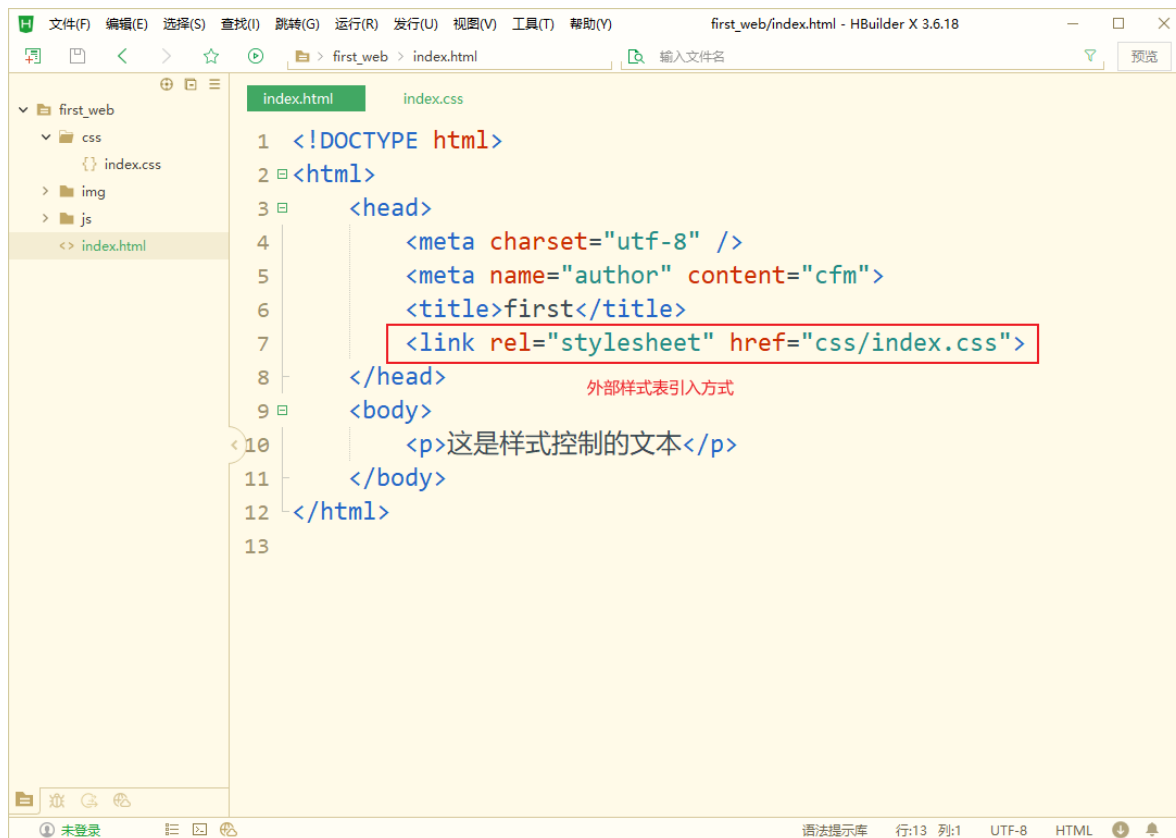 文件(F) 编辑(E) 选择(S) 查找(I) 跳转(G) 运行(R) 发行(U) 视图(V) 工具(T) 帮助(Y) first_web/index.html - HBuilder X 3.6.18
first_web > index.html 输入文件名 预览
first_web
css
{} index.css
img
js
<> index.html
index.html index.css
1 <!DOCTYPE html>
2 <html>
3 <head>
4 <meta charset="utf-8" />
5 <meta name="author" content="cfm">
6 <title>first</title>
7 <link rel="stylesheet" href="css/index.css">
8 </head>
外部样式表引入方式
9 <body>
10 <p>这是样式控制的文本</p>
11 </body>
12 </html>
13
未登录 语法提示库 行:13 列:1 UTF-8 HTML